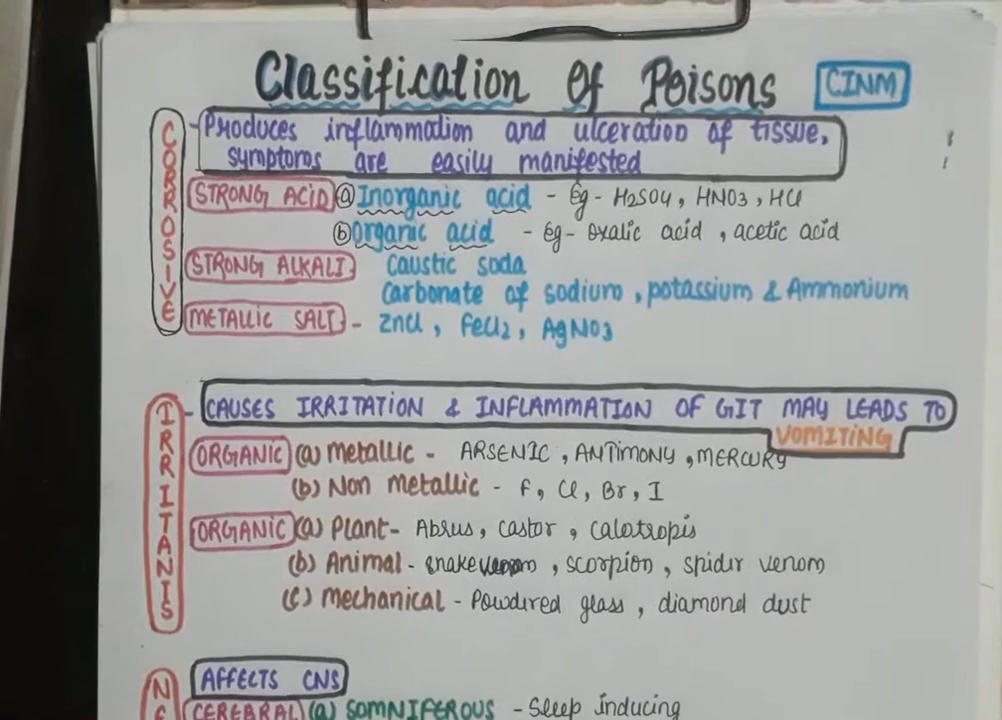 Classification Of Poisons CINM
CORROSIVE
- Produces inflammation and ulceration of tissue,
symptoms are easily manifested
STRONG ACID (a) Inorganic acid - Eg - H2SO4, HNO3, HCl
(b) Organic acid - Eg - Oxalic acid, acetic acid
STRONG ALKALI Caustic soda
Carbonate of sodium, potassium & Ammonium
METALLIC SALT - ZnCl, FeCl2, AgNO3
IRRITANTS
- CAUSES IRRITATION & INFLAMMATION OF GIT MAY LEADS TO
VOMITING
ORGANIC (a) Metallic - ARSENIC, ANTIMONY, MERCURY
(b) Non metallic - F, Cl, Br, I
ORGANIC (a) Plant - Abrus, castor, calotropis
(b) Animal - snake venom, scorpion, spider venom
(c) Mechanical - Powdired glass, diamond dust
NE
AFFECTS CNS
CEREBRAL (a) SOMNIFEROUS - Sleep inducing